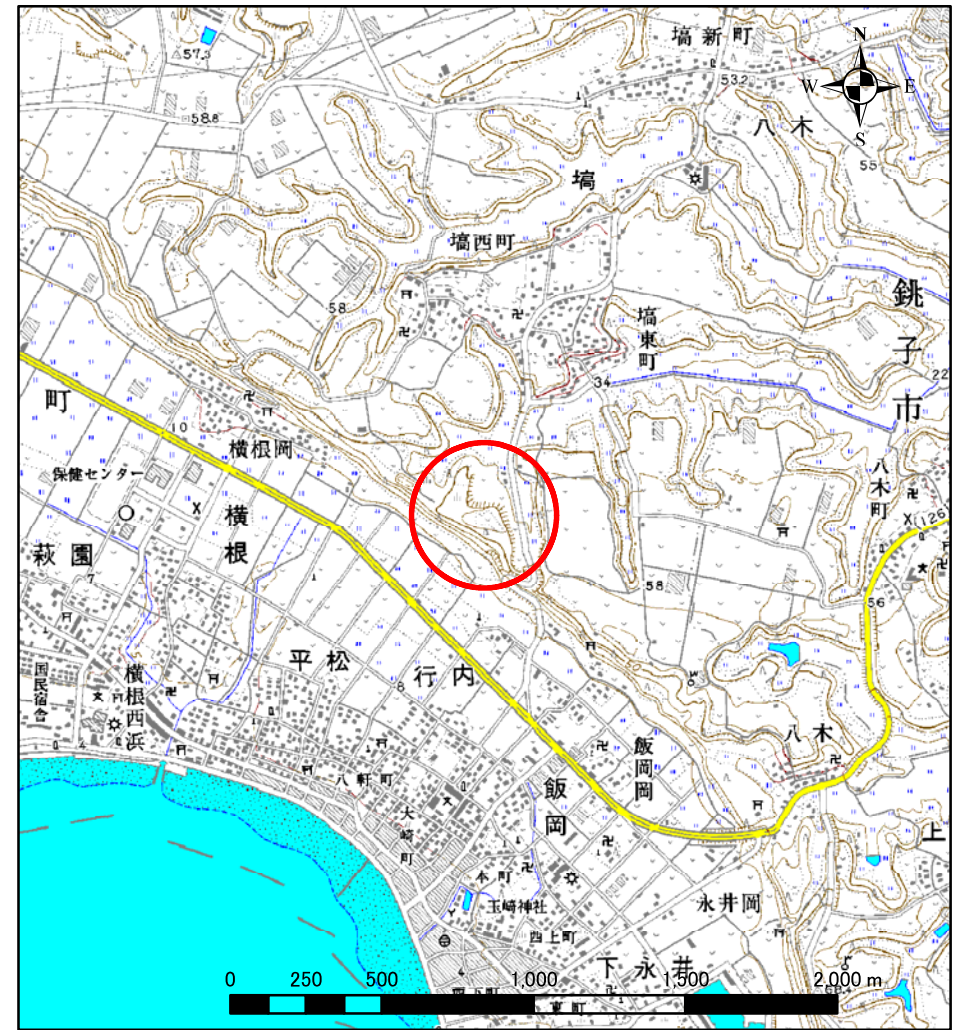 57.3
塙新町
N
W
E
S
532
58.8
八木
55
塙
塙西町
銚子市
58
塙東町
34
22
町
10
横根岡
保健センター
八木町
横根
(126)
萩園
7
58
56
平松
行内
8
国民宿舎
横根西浜
八木
飯岡岡
4
八軒町
飯岡
大崎町
上
本町
玉崎神社
永井岡
西上町
下永井
4
0
250
500
1,000
1,500
2,000 m
東町